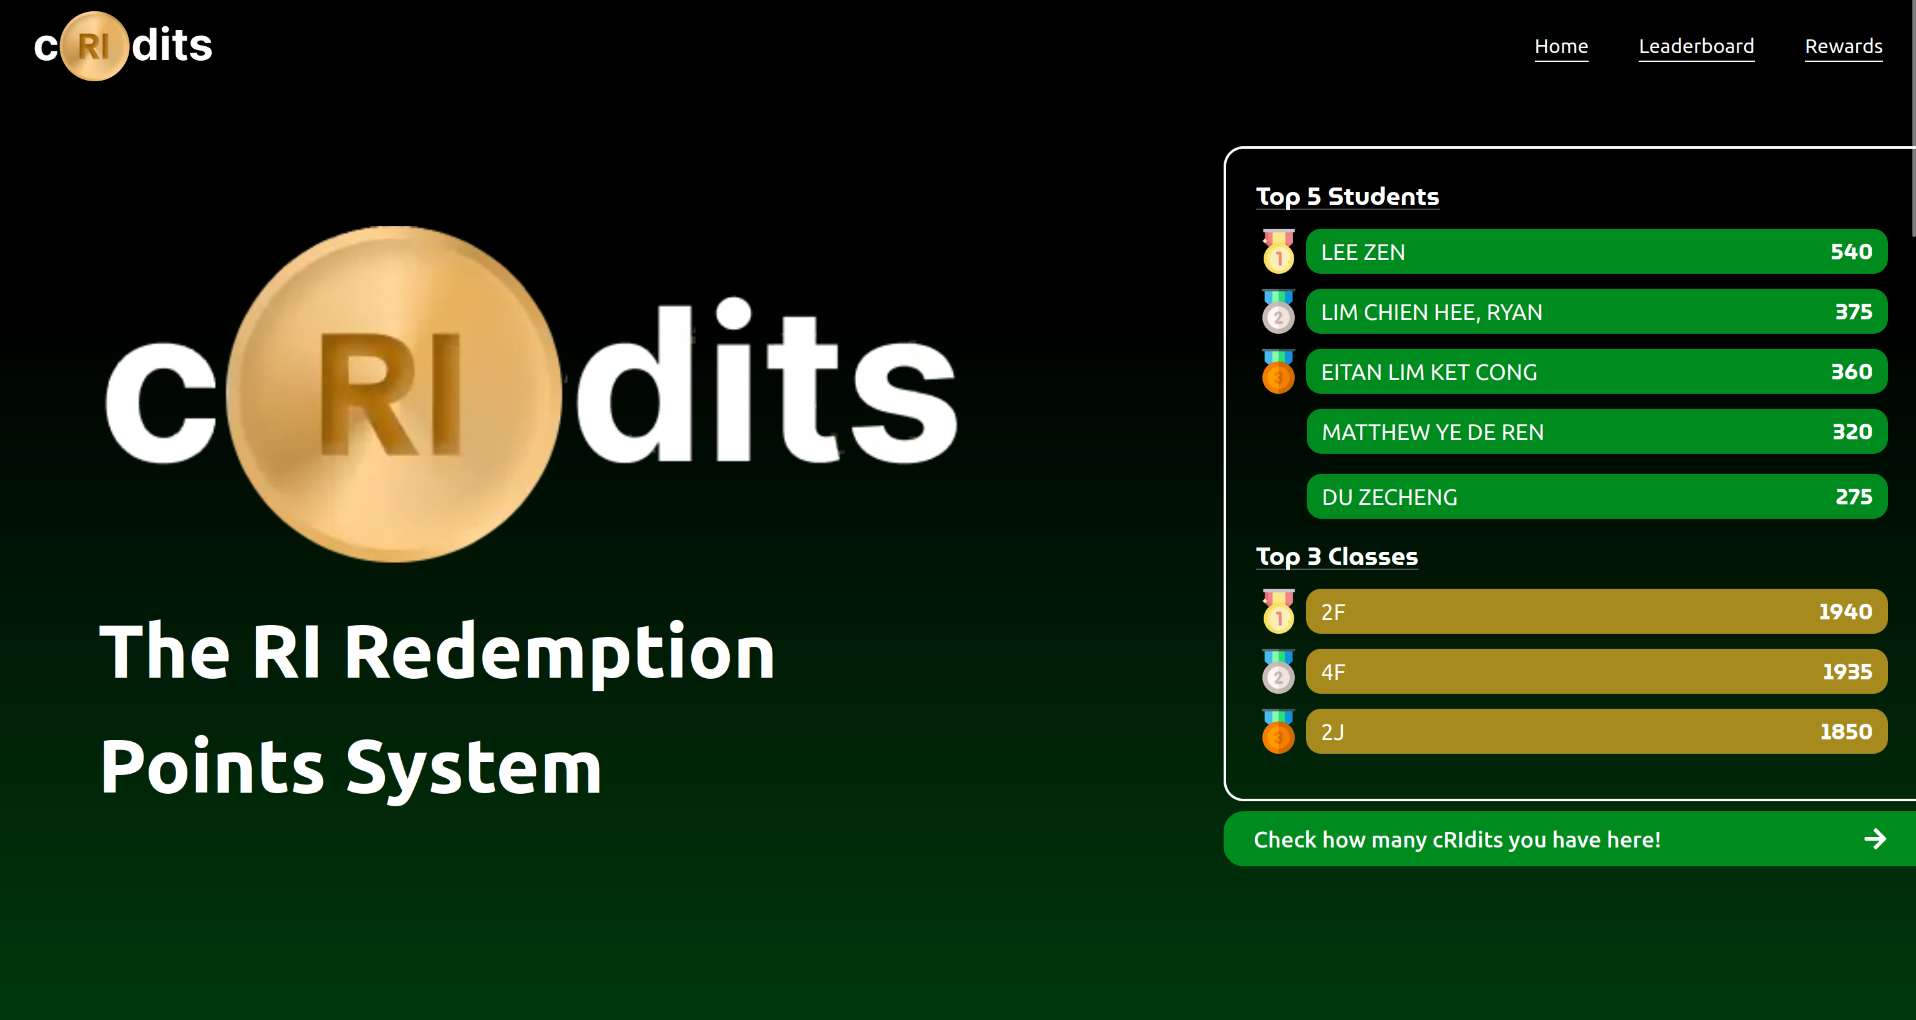 cRIdits
Home Leaderboard Rewards
cRIdits
The RI Redemption
Points System
Top 5 Students
1 LEE ZEN 540
2 LIM CHIEN HEE, RYAN 375
3 EITAN LIM KET CONG 360
MATTHEW YE DE REN 320
DU ZECHENG 275
Top 3 Classes
1 2F 1940
2 4F 1935
3 2J 1850
Check how many cRIdits you have here!